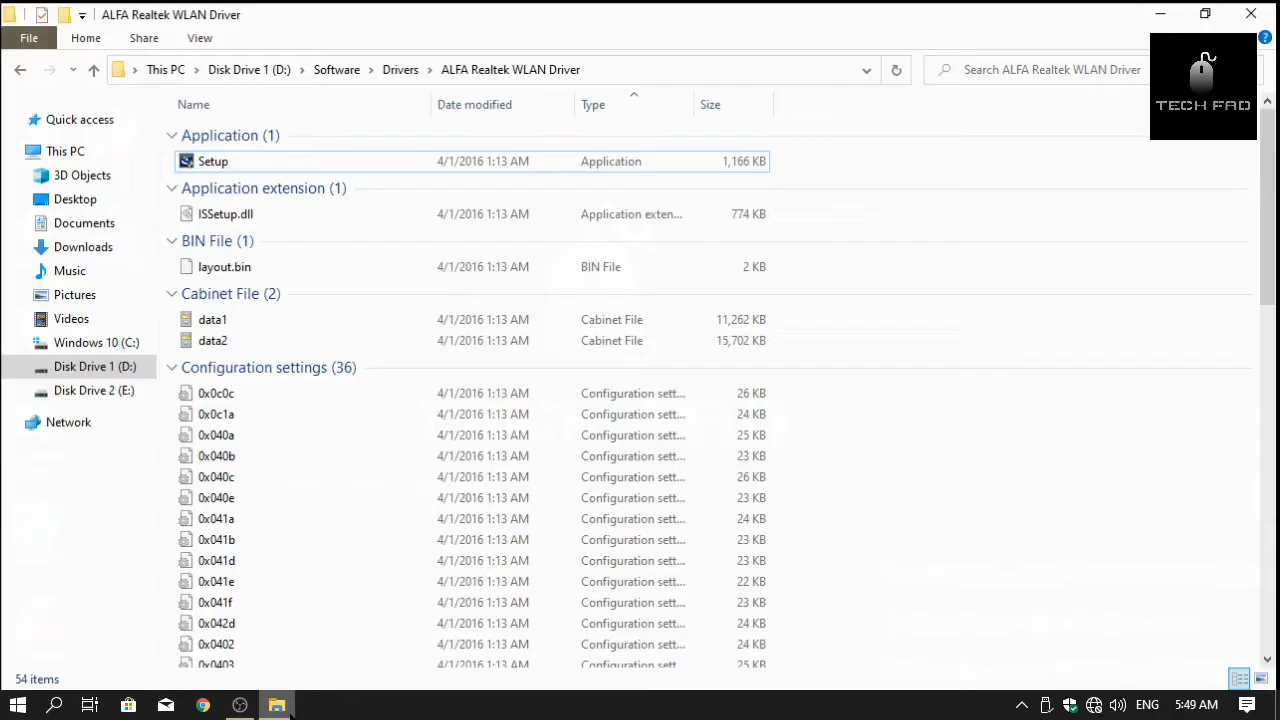 ALFA Realtek WLAN Driver
File Home Share View
This PC Disk Drive 1 (D:) Software Drivers ALFA Realtek WLAN Driver Search ALFA Realtek WLAN Driver
TECH FAD
Name Date modified Type Size
Quick access
This PC
3D Objects
Desktop
Documents
Downloads
Music
Pictures
Videos
Windows 10 (C:)
Disk Drive 1 (D:)
Disk Drive 2 (E:)
Network
Application (1)
Setup 4/1/2016 1:13 AM Application 1,166 KB
Application extension (1)
ISSetup.dll 4/1/2016 1:13 AM Application exten... 774 KB
BIN File (1)
layout.bin 4/1/2016 1:13 AM BIN File 2 KB
Cabinet File (2)
data1 4/1/2016 1:13 AM Cabinet File 11,262 KB
data2 4/1/2016 1:13 AM Cabinet File 15,702 KB
Configuration settings (36)
0x0c0c 4/1/2016 1:13 AM Configuration sett... 26 KB
0x0c1a 4/1/2016 1:13 AM Configuration sett... 24 KB
0x040a 4/1/2016 1:13 AM Configuration sett... 25 KB
0x040b 4/1/2016 1:13 AM Configuration sett... 23 KB
0x040c 4/1/2016 1:13 AM Configuration sett... 26 KB
0x040e 4/1/2016 1:13 AM Configuration sett... 23 KB
0x041a 4/1/2016 1:13 AM Configuration sett... 24 KB
0x041b 4/1/2016 1:13 AM Configuration sett... 23 KB
0x041d 4/1/2016 1:13 AM Configuration sett... 23 KB
0x041e 4/1/2016 1:13 AM Configuration sett... 22 KB
0x041f 4/1/2016 1:13 AM Configuration sett... 23 KB
0x042d 4/1/2016 1:13 AM Configuration sett... 23 KB
0x0402 4/1/2016 1:13 AM Configuration sett... 24 KB
0x0403 4/1/2016 1:13 AM Configuration sett... 25 KB
54 items
ENG 5:49 AM